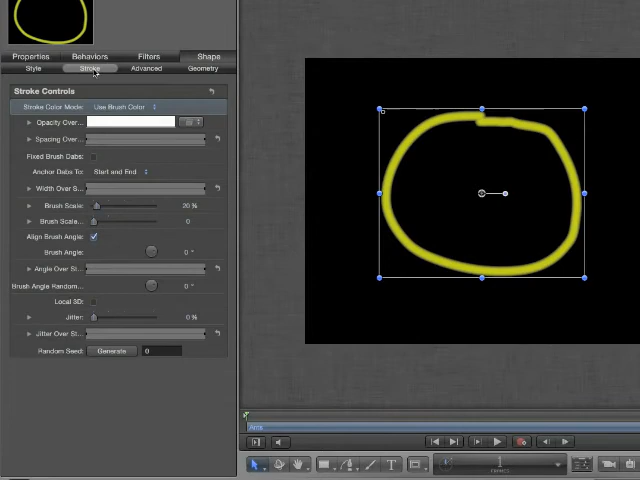 Properties Behaviors Filters Shape
Style Stroke Advanced Geometry
Stroke Controls
Stroke Color Mode: Use Brush Color
Opacity Over...
Spacing Over...
Fixed Brush Dabs:
Anchor Dabs To: Start and End
Width Over S...
Brush Scale: 20 %
Brush Scale... 0
Align Brush Angle:
Brush Angle: 0 °
Angle Over St...
Brush Angle Random... 0 °
Local 3D:
Jitter: 0 %
Jitter Over St...
Random Seed: Generate 0
Ants
T
1
FRAMES